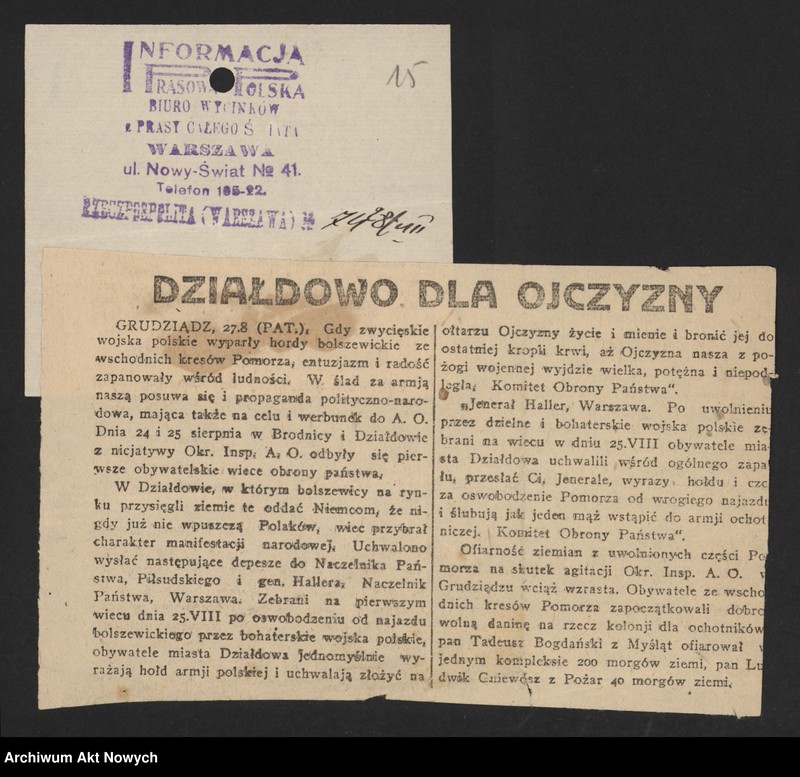 INFORMACJA
PRASOWA POLSKA
BIURO WYCINKÓW
z PRASY CAŁEGO ŚWIATA
WARSZAWA
ul. Nowy-Świat № 41.
Telefon 195-22.
RZECZPOSPOLITA (WARSZAWA) №
15
DZIAŁDOWO DLA OJCZYZNY
GRUDZIĄDZ, 27.8 (PAT.). Gdy zwycięskie
wojska polskie wyparły hordy bolszewickie ze
wschodnich kresów Pomorza, entuzjazm i radość
zapanowały wśród ludności. W ślad za armją
naszą posuwa się i propaganda polityczno-naro-
dowa, mająca także na celu i werbunek do A. O.
Dnia 24 i 25 sierpnia w Brodnicy i Działdowie
z nicjatywy Okr. Insp. A. O. odbyły się pier-
wsze obywatelskie wiece obrony państwa.
W Działdowie, w którym bolszewicy na ryn-
ku przysięgli ziemie te oddać Niemcom, że ni-
gdy już nie wpuszczą Polaków, wiec przybrał
charakter manifestacji narodowej. Uchwalono
wysłać następujące depesze do Naczelnika Pań-
stwa, Piłsudskiego i gen. Hallera. Naczelnik
Państwa, Warszawa. Zebrani na pierwszym
wiecu dnia 25.VIII po oswobodzeniu od najazdu
bolszewickiego przez bohaterskie wojska polskie,
obywatele miasta Działdowa jednomyślnie wy-
rażają hołd armji polskiej i uchwalają złożyć na
ołtarzu Ojczyzny życie i mienie i bronić jej do
ostatniej kropli krwi, aż Ojczyzna nasza z po-
żogi wojennej wyjdzie wielka, potężna i niepod-
legła. Komitet Obrony Państwa“.
„Jenerał Haller, Warszawa. Po uwolnieniu
przez dzielne i bohaterskie wojska polskie ze-
brani na wiecu w dniu 25.VIII obywatele mia-
sta Działdowa uchwalili wśród ogólnego zapa
łu, przesłać Ci, Jenerale, wyrazy hołdu i czc
za oswobodzenie Pomorza od wrogiego najazdu
i ślubują jak jeden mąż wstąpić do armji ochot
niczej. Komitet Obrony Państwa“.
Ofiarność ziemian z uwolnionych części Po
morza na skutek agitacji Okr. Insp. A. O. w
Grudziądzu wciąż wzrasta. Obywatele ze wscho
dnich kresów Pomorza zapoczątkowali dobro
wolną daninę na rzecz kolonji dla ochotników
pan Tadeusz Bogdański z Myśląt ofiarował w
jednym kompleksie 200 morgów ziemi, pan Lu
dwik Gniewosz z Pożar 40 morgów ziemi.
Archiwum Akt Nowych